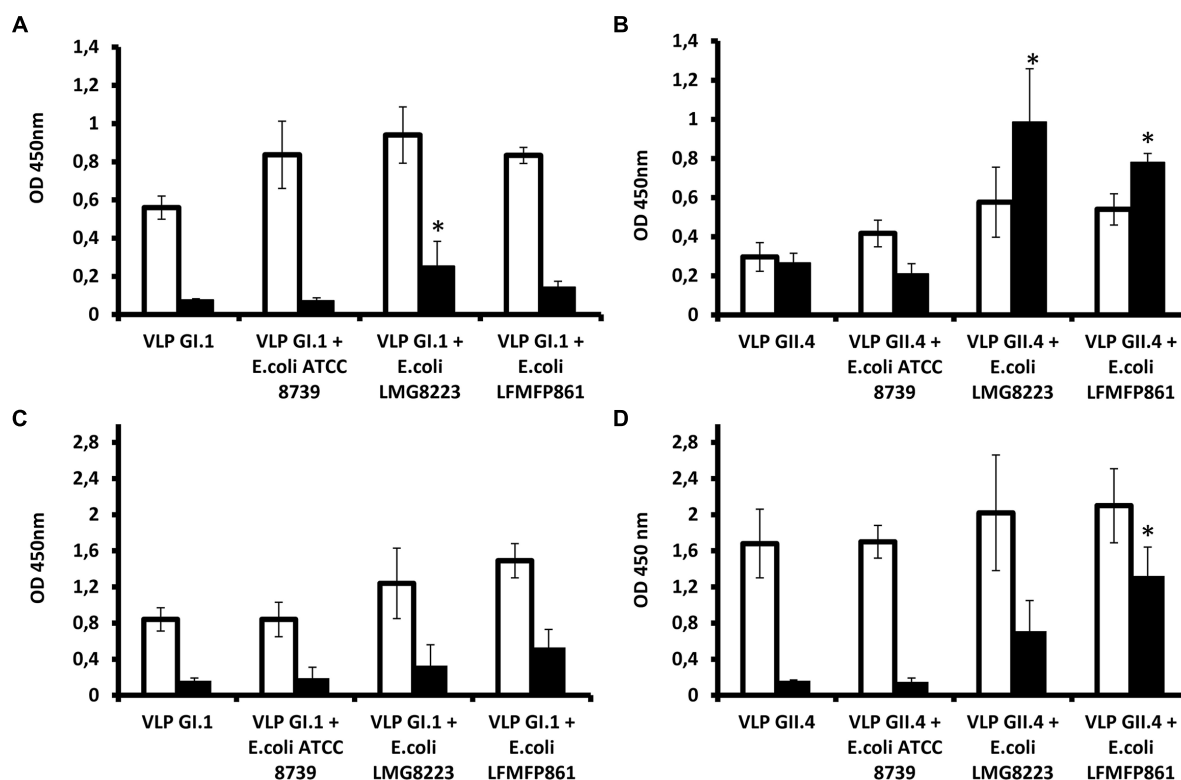 A
1,4
1,2
1
0,8
0,6
0,4
0,2
0
OD 450nm
*
VLP GI.1
VLP GI.1 +
E.coli ATCC
8739
VLP GI.1 +
E.coli
LMG8223
VLP GI.1 +
E.coli
LFMFP861
B
1,4
1,2
1
0,8
0,6
0,4
0,2
0
OD 450nm
*
*
VLP GII.4
VLP GII.4 +
E.coli ATCC
8739
VLP GII.4 +
E.coli
LMG8223
VLP GII.4 +
E.coli
LFMFP861
C
2,8
2,4
2
1,6
1,2
0,8
0,4
0
OD 450nm
VLP GI.1
VLP GI.1 +
E.coli ATCC
8739
VLP GI.1 +
E.coli
LMG8223
VLP GI.1 +
E.coli
LFMFP861
D
2,8
2,4
2
1,6
1,2
0,8
0,4
0
OD 450 nm
*
VLP GII.4
VLP GII.4 +
E.coli ATCC
8739
VLP GII.4 +
E.coli
LMG8223
VLP GII.4 +
E.coli
LFMFP861